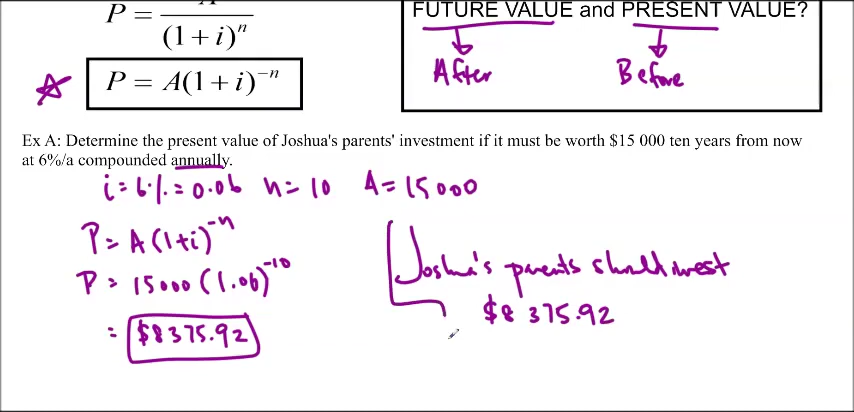 P = A / (1 + i)ⁿ
FUTURE VALUE and PRESENT VALUE?
After Before
P = A(1 + i)⁻ⁿ
Ex A: Determine the present value of Joshua's parents' investment if it must be worth $15 000 ten years from now
at 6%/a compounded annually.
i = 6% = 0.06 n = 10 A = 15000
P = A(1+i)⁻ⁿ
P = 15000(1.06)⁻¹⁰
= $8375.92
Joshua's parents should invest
$8 375.92